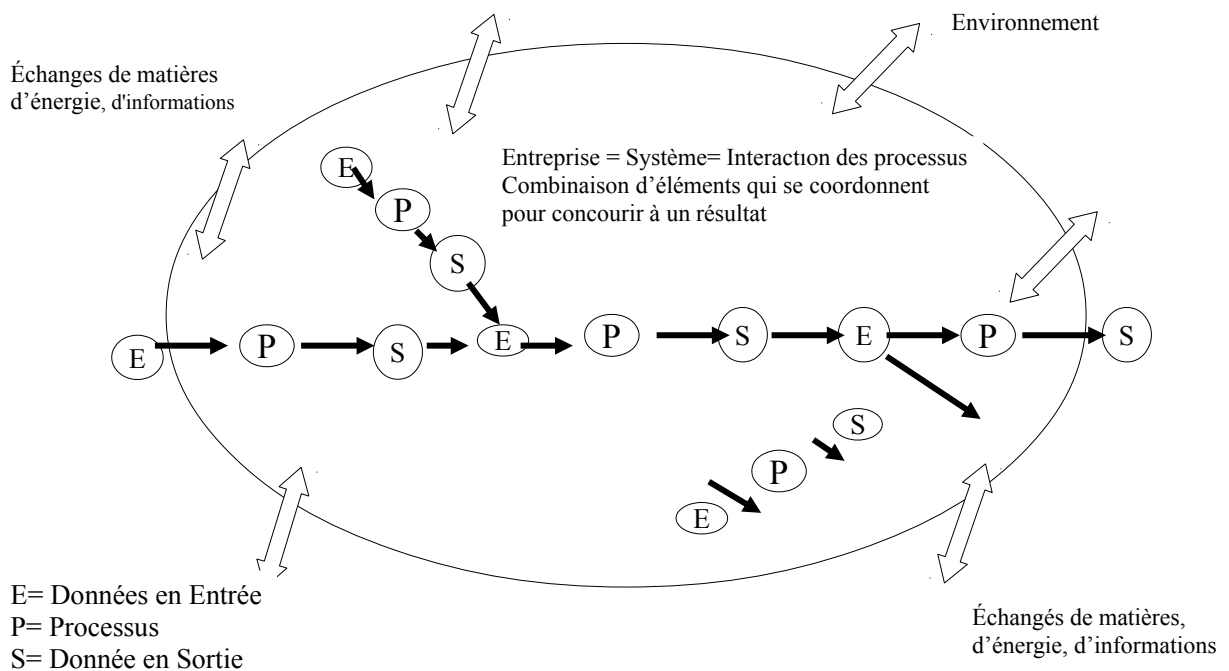 Environnement
Échanges de matières
d’énergie, d'informations
Entreprise = Système= Interaction des processus
Combinaison d’éléments qui se coordonnent
pour concourir à un résultat
E
P
S
E
P
S
E
P
S
E
P
S
S
P
E
E= Données en Entrée
P= Processus
S= Donnée en Sortie
Échangés de matières,
d’énergie, d’informations